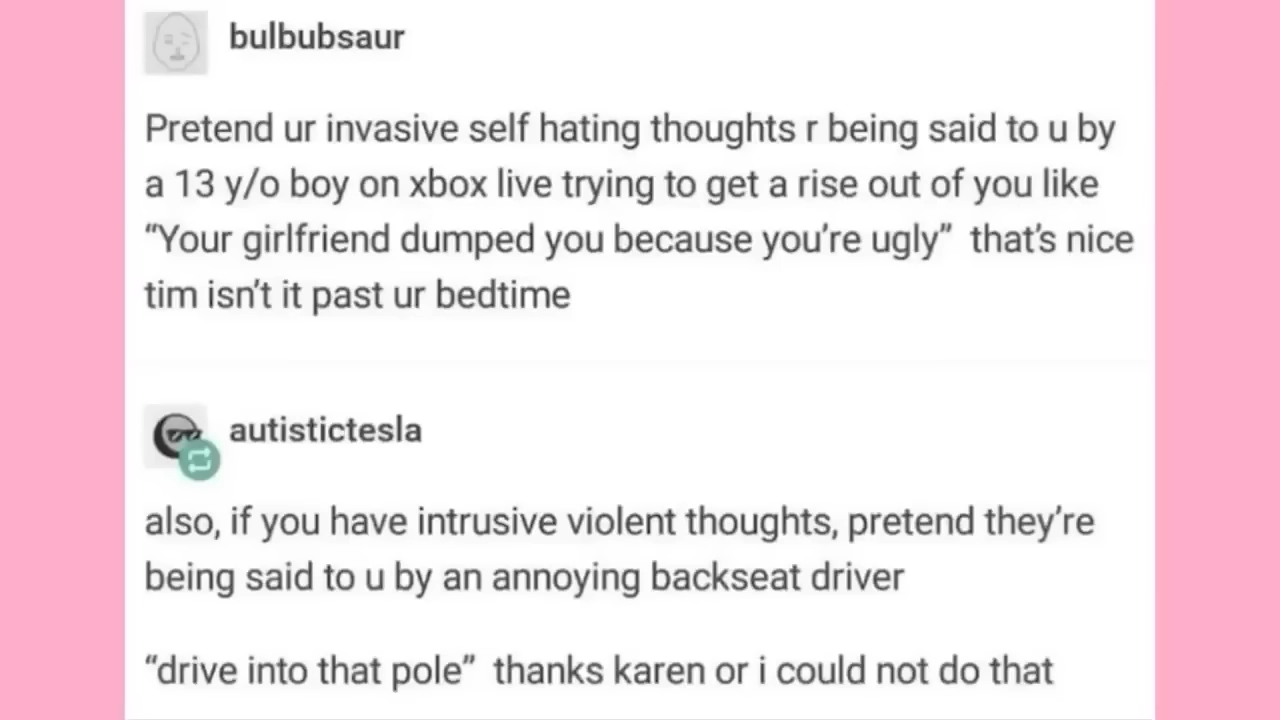 bulbubsaur
Pretend ur invasive self hating thoughts r being said to u by
a 13 y/o boy on xbox live trying to get a rise out of you like
“Your girlfriend dumped you because you’re ugly”  that’s nice
tim isn’t it past ur bedtime
autistictesla
also, if you have intrusive violent thoughts, pretend they’re
being said to u by an annoying backseat driver
“drive into that pole”  thanks karen or i could not do that